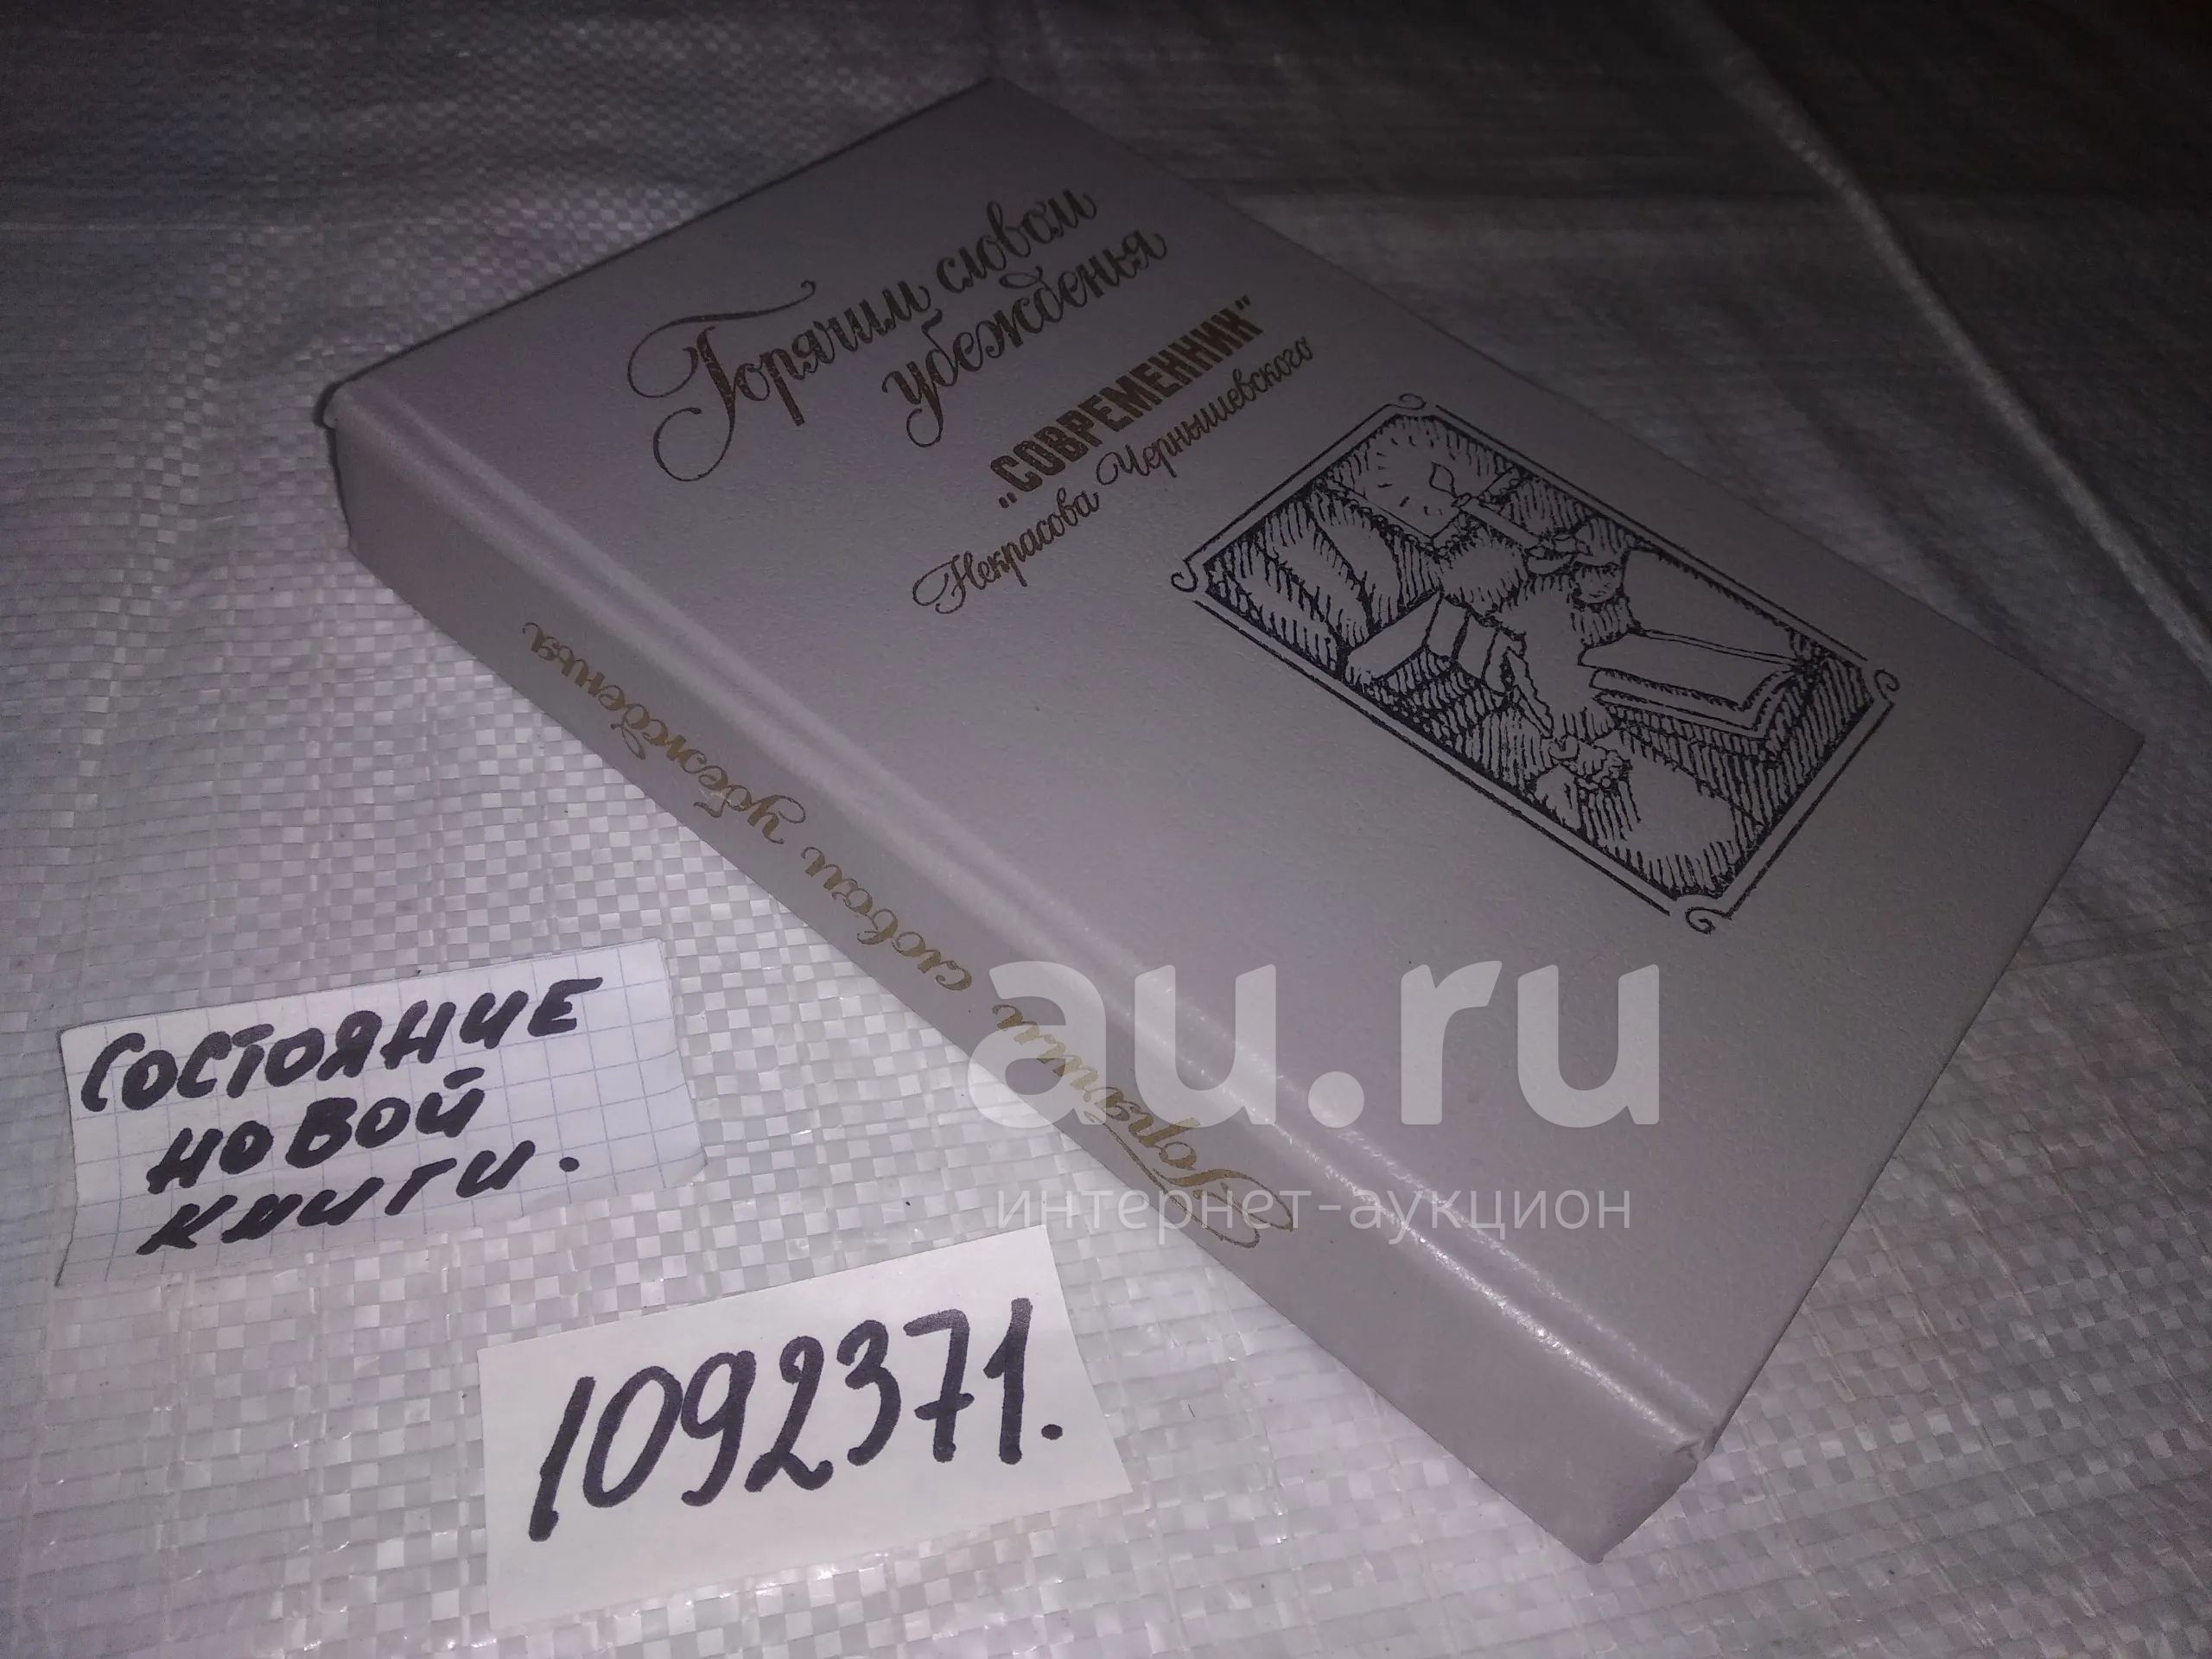 Горячим словом
убежденья
„СОВРЕМЕННИК"
Некрасова Чернышевского
Горячим словом убежденья
au.ru
интернет-аукцион
СОСТОЯНИЕ
НОВОЙ
КНИГИ.
1092371.